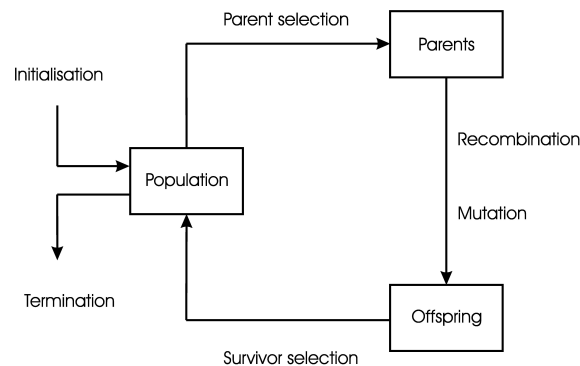 Parent selection
Parents
Initialisation
Recombination
Population
Mutation
Termination
Offspring
Survivor selection